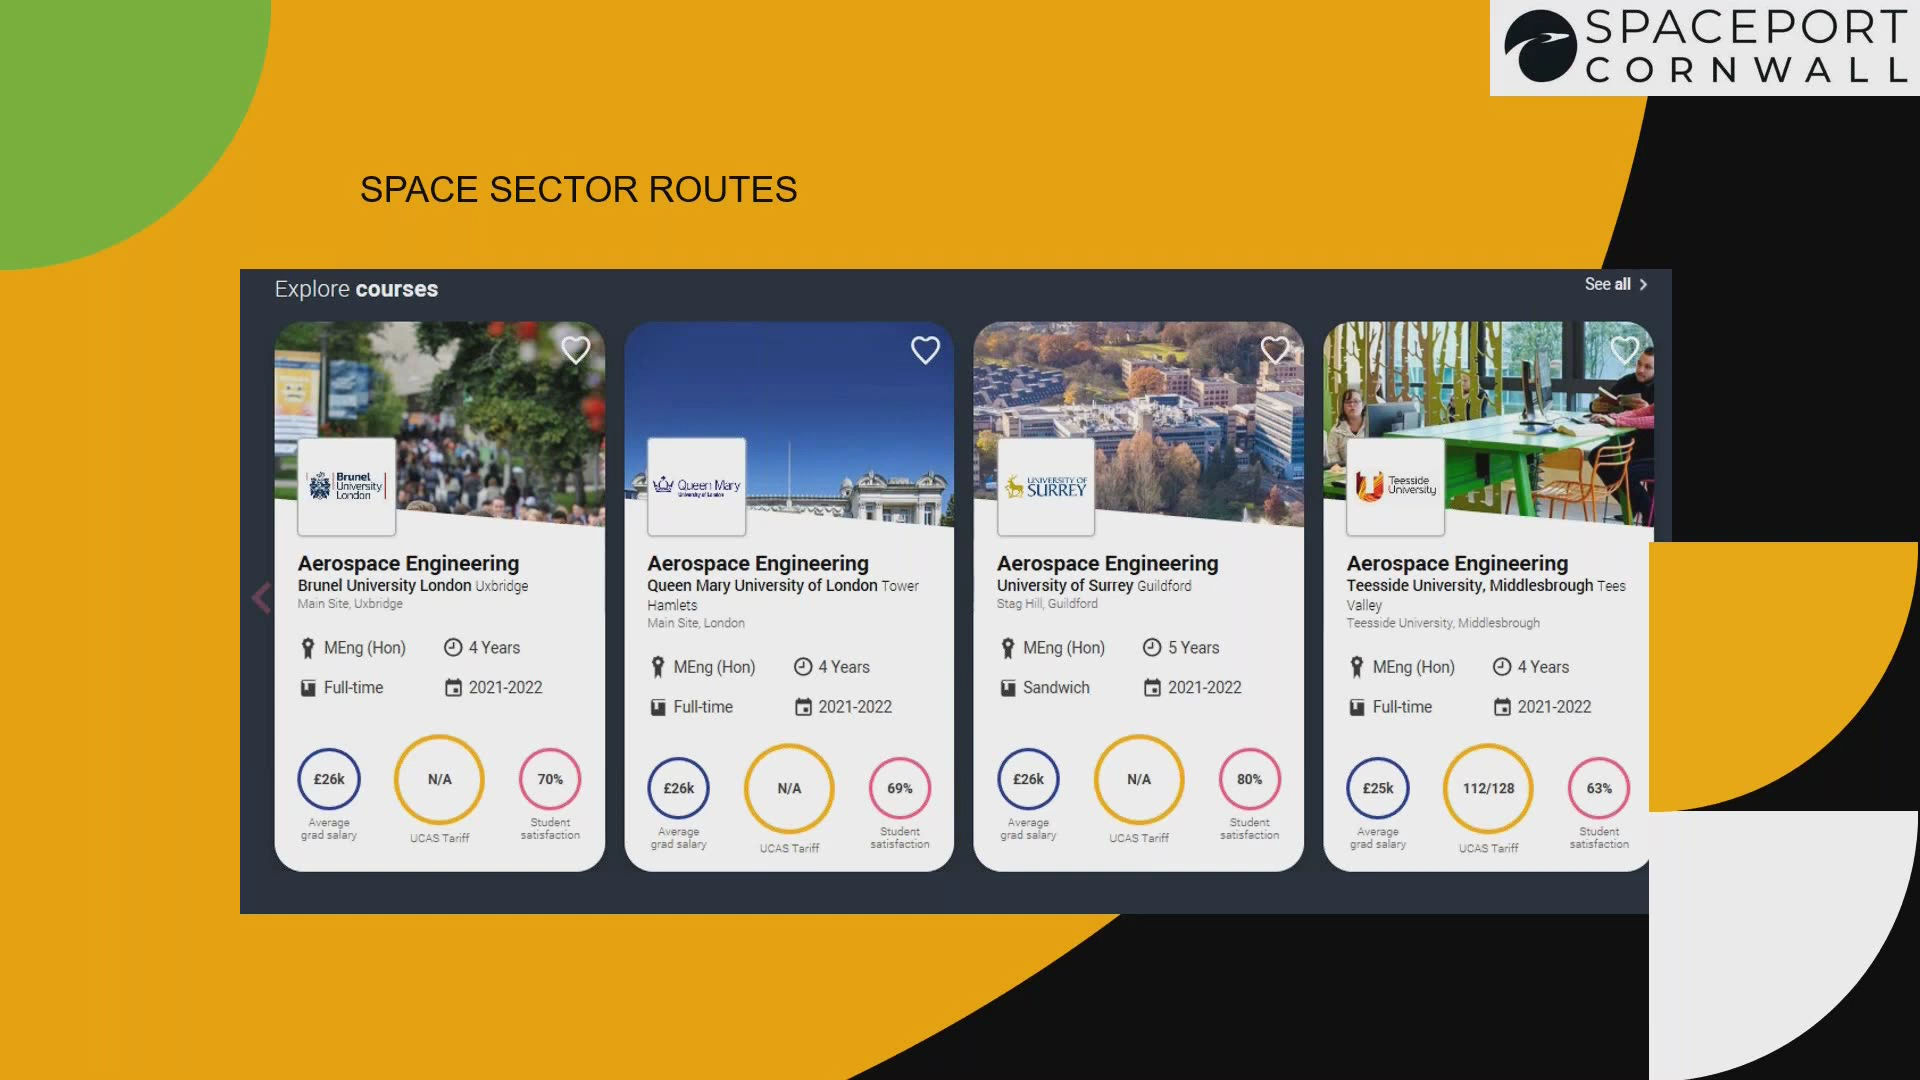 SPACEPORT
CORNWALL
SPACE SECTOR ROUTES
Explore courses
See all
Brunel
University
London
Aerospace Engineering
Brunel University London Uxbridge
Main Site, Uxbridge
MEng (Hon)
4 Years
Full-time
2021-2022
£26k
N/A
70%
Average
grad salary
UCAS Tariff
Student
satisfaction
Queen Mary
University of London
Aerospace Engineering
Queen Mary University of London Tower
Hamlets
Main Site, London
MEng (Hon)
4 Years
Full-time
2021-2022
£26k
N/A
69%
Average
grad salary
UCAS Tariff
Student
satisfaction
UNIVERSITY OF
SURREY
Aerospace Engineering
University of Surrey Guildford
Stag Hill, Guildford
MEng (Hon)
5 Years
Sandwich
2021-2022
£26k
N/A
80%
Average
grad salary
UCAS Tariff
Student
satisfaction
Teesside
University
Aerospace Engineering
Teesside University, Middlesbrough Tees
Valley
Teesside University, Middlesbrough
MEng (Hon)
4 Years
Full-time
2021-2022
£25k
112/128
63%
Average
grad salary
UCAS Tariff
Student
satisfaction